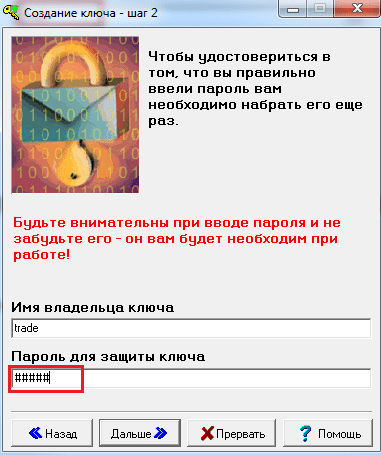 Создание ключа - шаг 2
Чтобы удостовериться в
том, что вы правильно
ввели пароль вам
необходимо набрать его еще
раз.
Будьте внимательны при вводе пароля и не
забудьте его - он вам будет необходим при
работе!
Имя владельца ключа
trade
Пароль для защиты ключа
#####
Назад Дальше Прервать ? Помощь